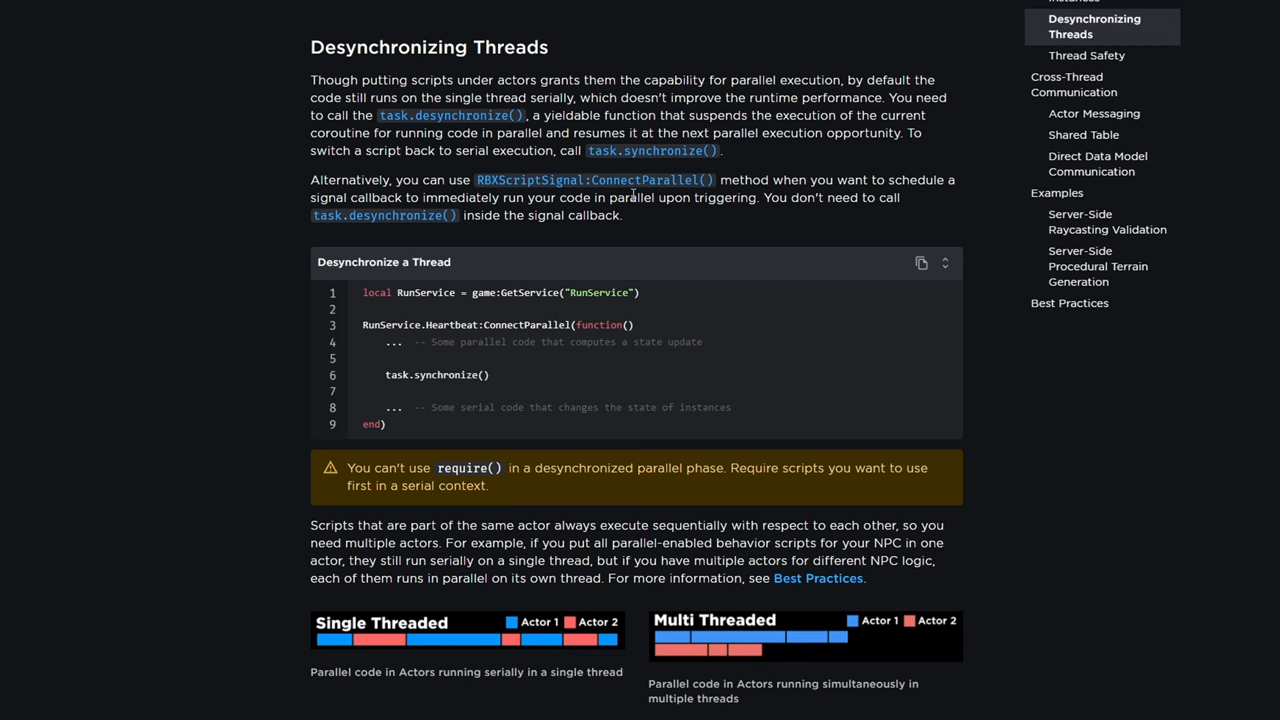 Desynchronizing Threads
Though putting scripts under actors grants them the capability for parallel execution, by default the
code still runs on the single thread serially, which doesn't improve the runtime performance. You need
to call the task.desynchronize(), a yieldable function that suspends the execution of the current
coroutine for running code in parallel and resumes it at the next parallel execution opportunity. To
switch a script back to serial execution, call task.synchronize().
Alternatively, you can use RBXScriptSignal:ConnectParallel() method when you want to schedule a
signal callback to immediately run your code in parallel upon triggering. You don't need to call
task.desynchronize() inside the signal callback.
Desynchronize a Thread
1 local RunService = game:GetService("RunService")
2
3 RunService.Heartbeat:ConnectParallel(function()
4 ... -- Some parallel code that computes a state update
5
6 task.synchronize()
7
8 ... -- Some serial code that changes the state of instances
9 end)
You can't use require() in a desynchronized parallel phase. Require scripts you want to use
first in a serial context.
Scripts that are part of the same actor always execute sequentially with respect to each other, so you
need multiple actors. For example, if you put all parallel-enabled behavior scripts for your NPC in one
actor, they still run serially on a single thread, but if you have multiple actors for different NPC logic,
each of them runs in parallel on its own thread. For more information, see Best Practices.
Single Threaded Actor 1 Actor 2
Parallel code in Actors running serially in a single thread
Multi Threaded Actor 1 Actor 2
Parallel code in Actors running simultaneously in
multiple threads
Desynchronizing
Threads
Thread Safety
Cross-Thread
Communication
Actor Messaging
Shared Table
Direct Data Model
Communication
Examples
Server-Side
Raycasting Validation
Server-Side
Procedural Terrain
Generation
Best Practices